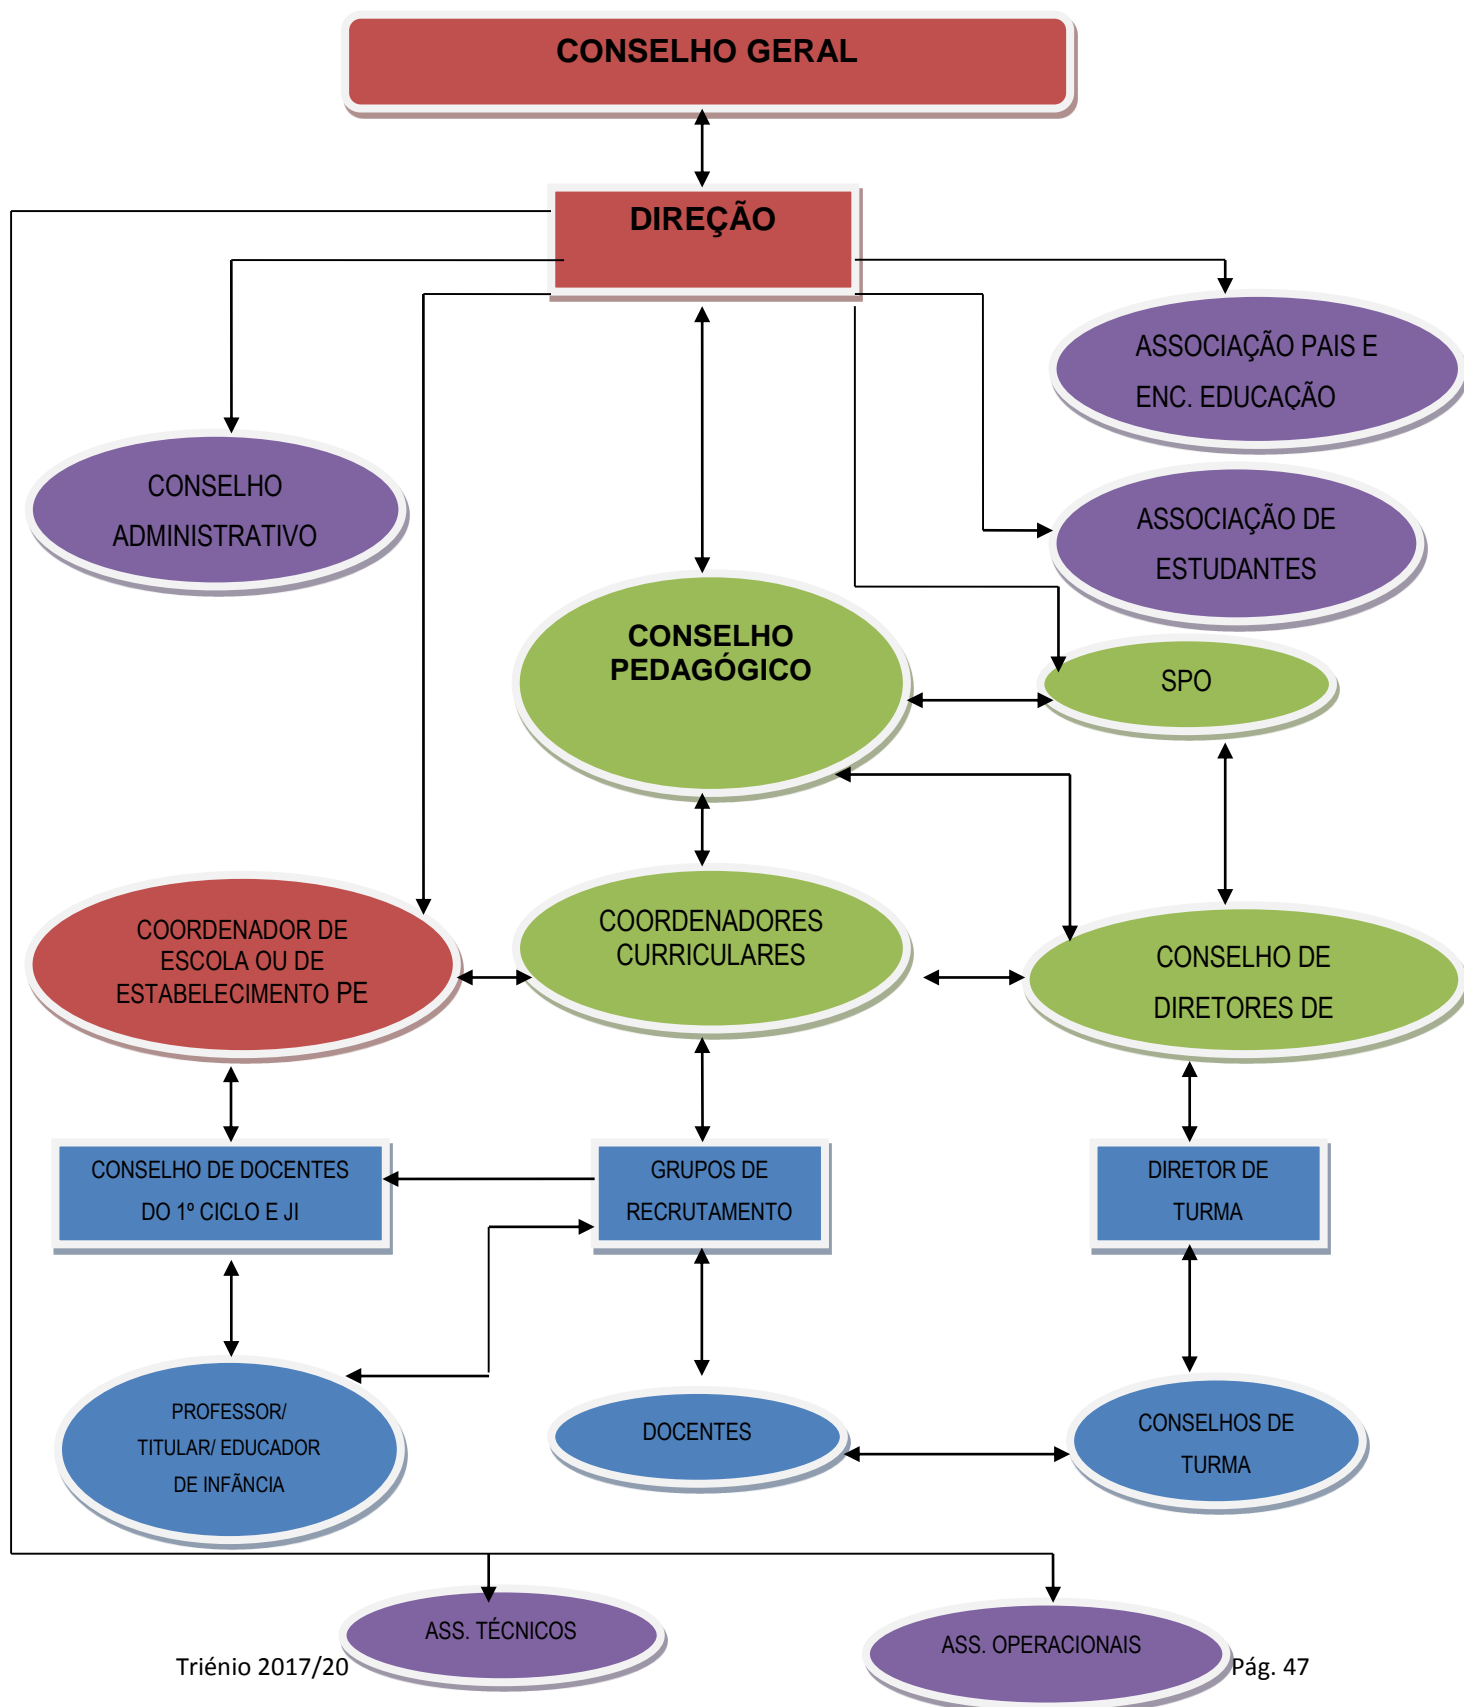 CONSELHO GERAL
DIREÇÃO
ASSOCIAÇÃO PAIS E
ENC. EDUCAÇÃO
CONSELHO
ADMINISTRATIVO
ASSOCIAÇÃO DE
ESTUDANTES
CONSELHO
PEDAGÓGICO
SPO
COORDENADOR DE
ESCOLA OU DE
ESTABELECIMENTO PE
COORDENADORES
CURRICULARES
CONSELHO DE
DIRETORES DE
CONSELHO DE DOCENTES
DO 1º CICLO E JI
GRUPOS DE
RECRUTAMENTO
DIRETOR DE
TURMA
PROFESSOR/
TITULAR/ EDUCADOR
DE INFÃNCIA
DOCENTES
CONSELHOS DE
TURMA
ASS. TÉCNICOS
ASS. OPERACIONAIS
Triénio 2017/20
Pág. 47